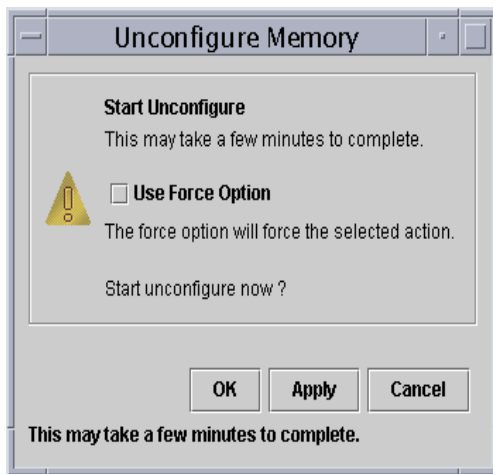 Unconfigure Memory
Start Unconfigure
This may take a few minutes to complete.
Use Force Option
The force option will force the selected action.
Start unconfigure now ?
OK Apply Cancel
This may take a few minutes to complete.